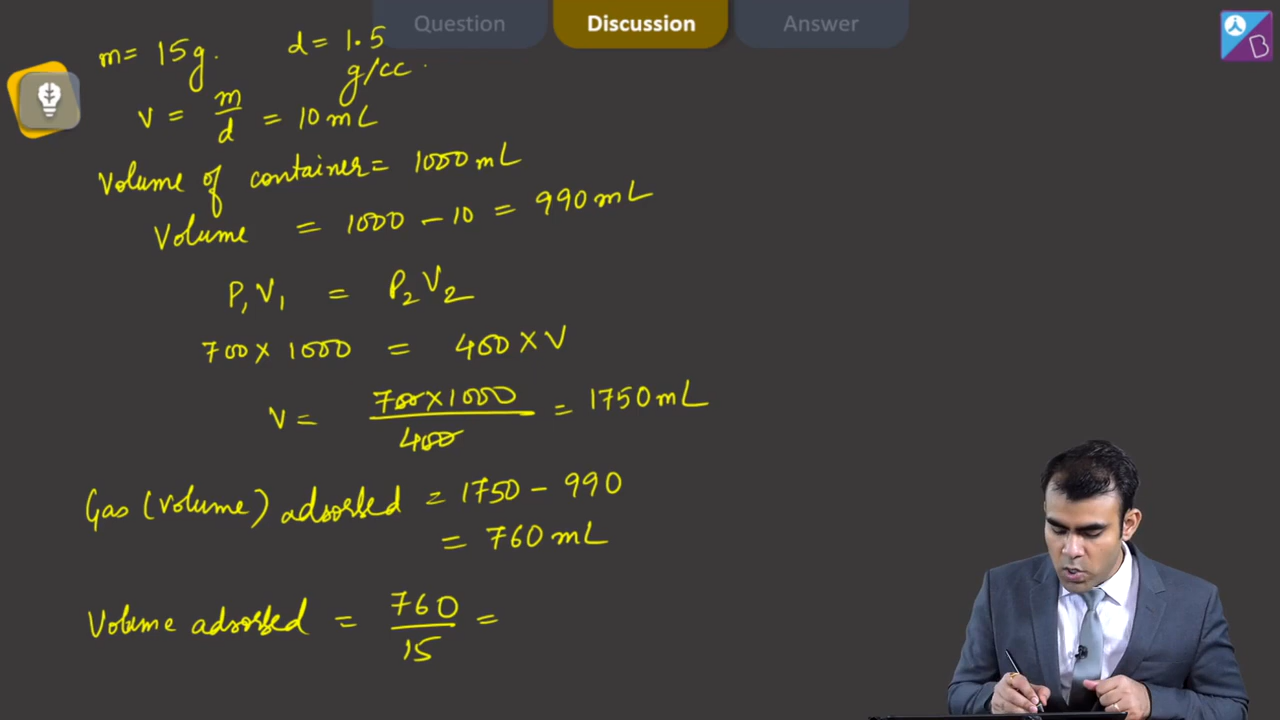 Question Discussion Answer
m = 15g. d = 1.5 g/cc.
V = m/d = 10 mL
Volume of container = 1000 mL
Volume = 1000 - 10 = 990 mL
P₁V₁ = P₂V₂
700 × 1000 = 400 × V
V = 700×1000/400 = 1750 mL
Gas (volume) adsorbed = 1750 - 990
= 760 mL
Volume adsorbed = 760/15 =
B